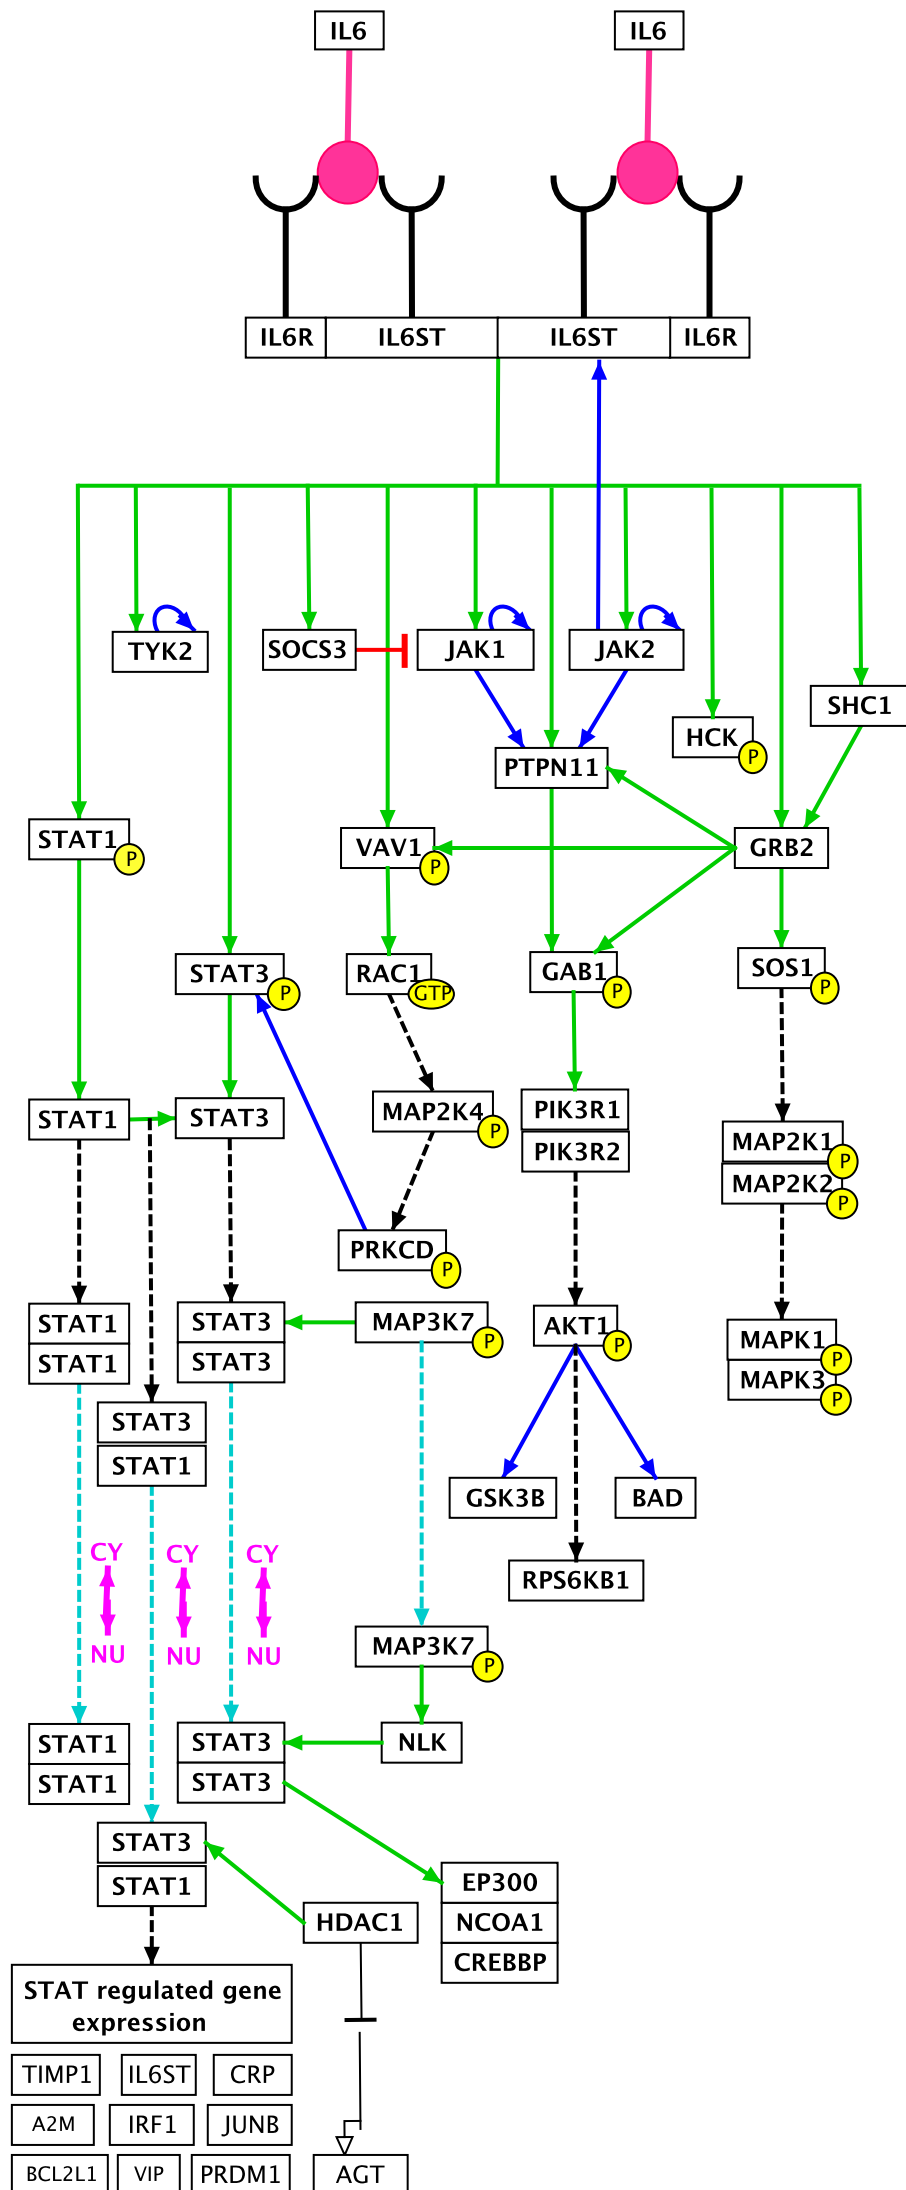 IL6
IL6
IL6R
IL6ST
IL6ST
IL6R
TYK2
SOCS3
JAK1
JAK2
SHC1
HCK
P
PTPN11
STAT1
P
VAV1
P
GRB2
STAT3
P
RAC1
GTP
GAB1
P
SOS1
P
STAT1
STAT3
MAP2K4
P
PIK3R1
PIK3R2
MAP2K1
P
MAP2K2
P
PRKCD
P
STAT1
STAT1
STAT3
STAT3
MAP3K7
P
AKT1
P
MAPK1
P
MAPK3
P
STAT3
STAT1
GSK3B
BAD
RPS6KB1
CY
CY
CY
NU
NU
NU
MAP3K7
P
STAT1
STAT1
STAT3
STAT3
NLK
STAT3
STAT1
EP300
NCOA1
CREBBP
HDAC1
STAT regulated gene
expression
TIMP1
IL6ST
CRP
A2M
IRF1
JUNB
BCL2L1
VIP
PRDM1
AGT